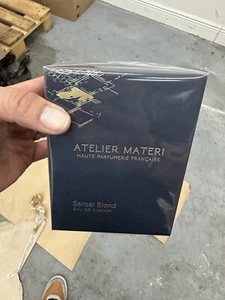 ATELIER MATERI
HAUTE PARFUMERIE FRANÇAISE
Santal Blond
EAU DE PARFUM